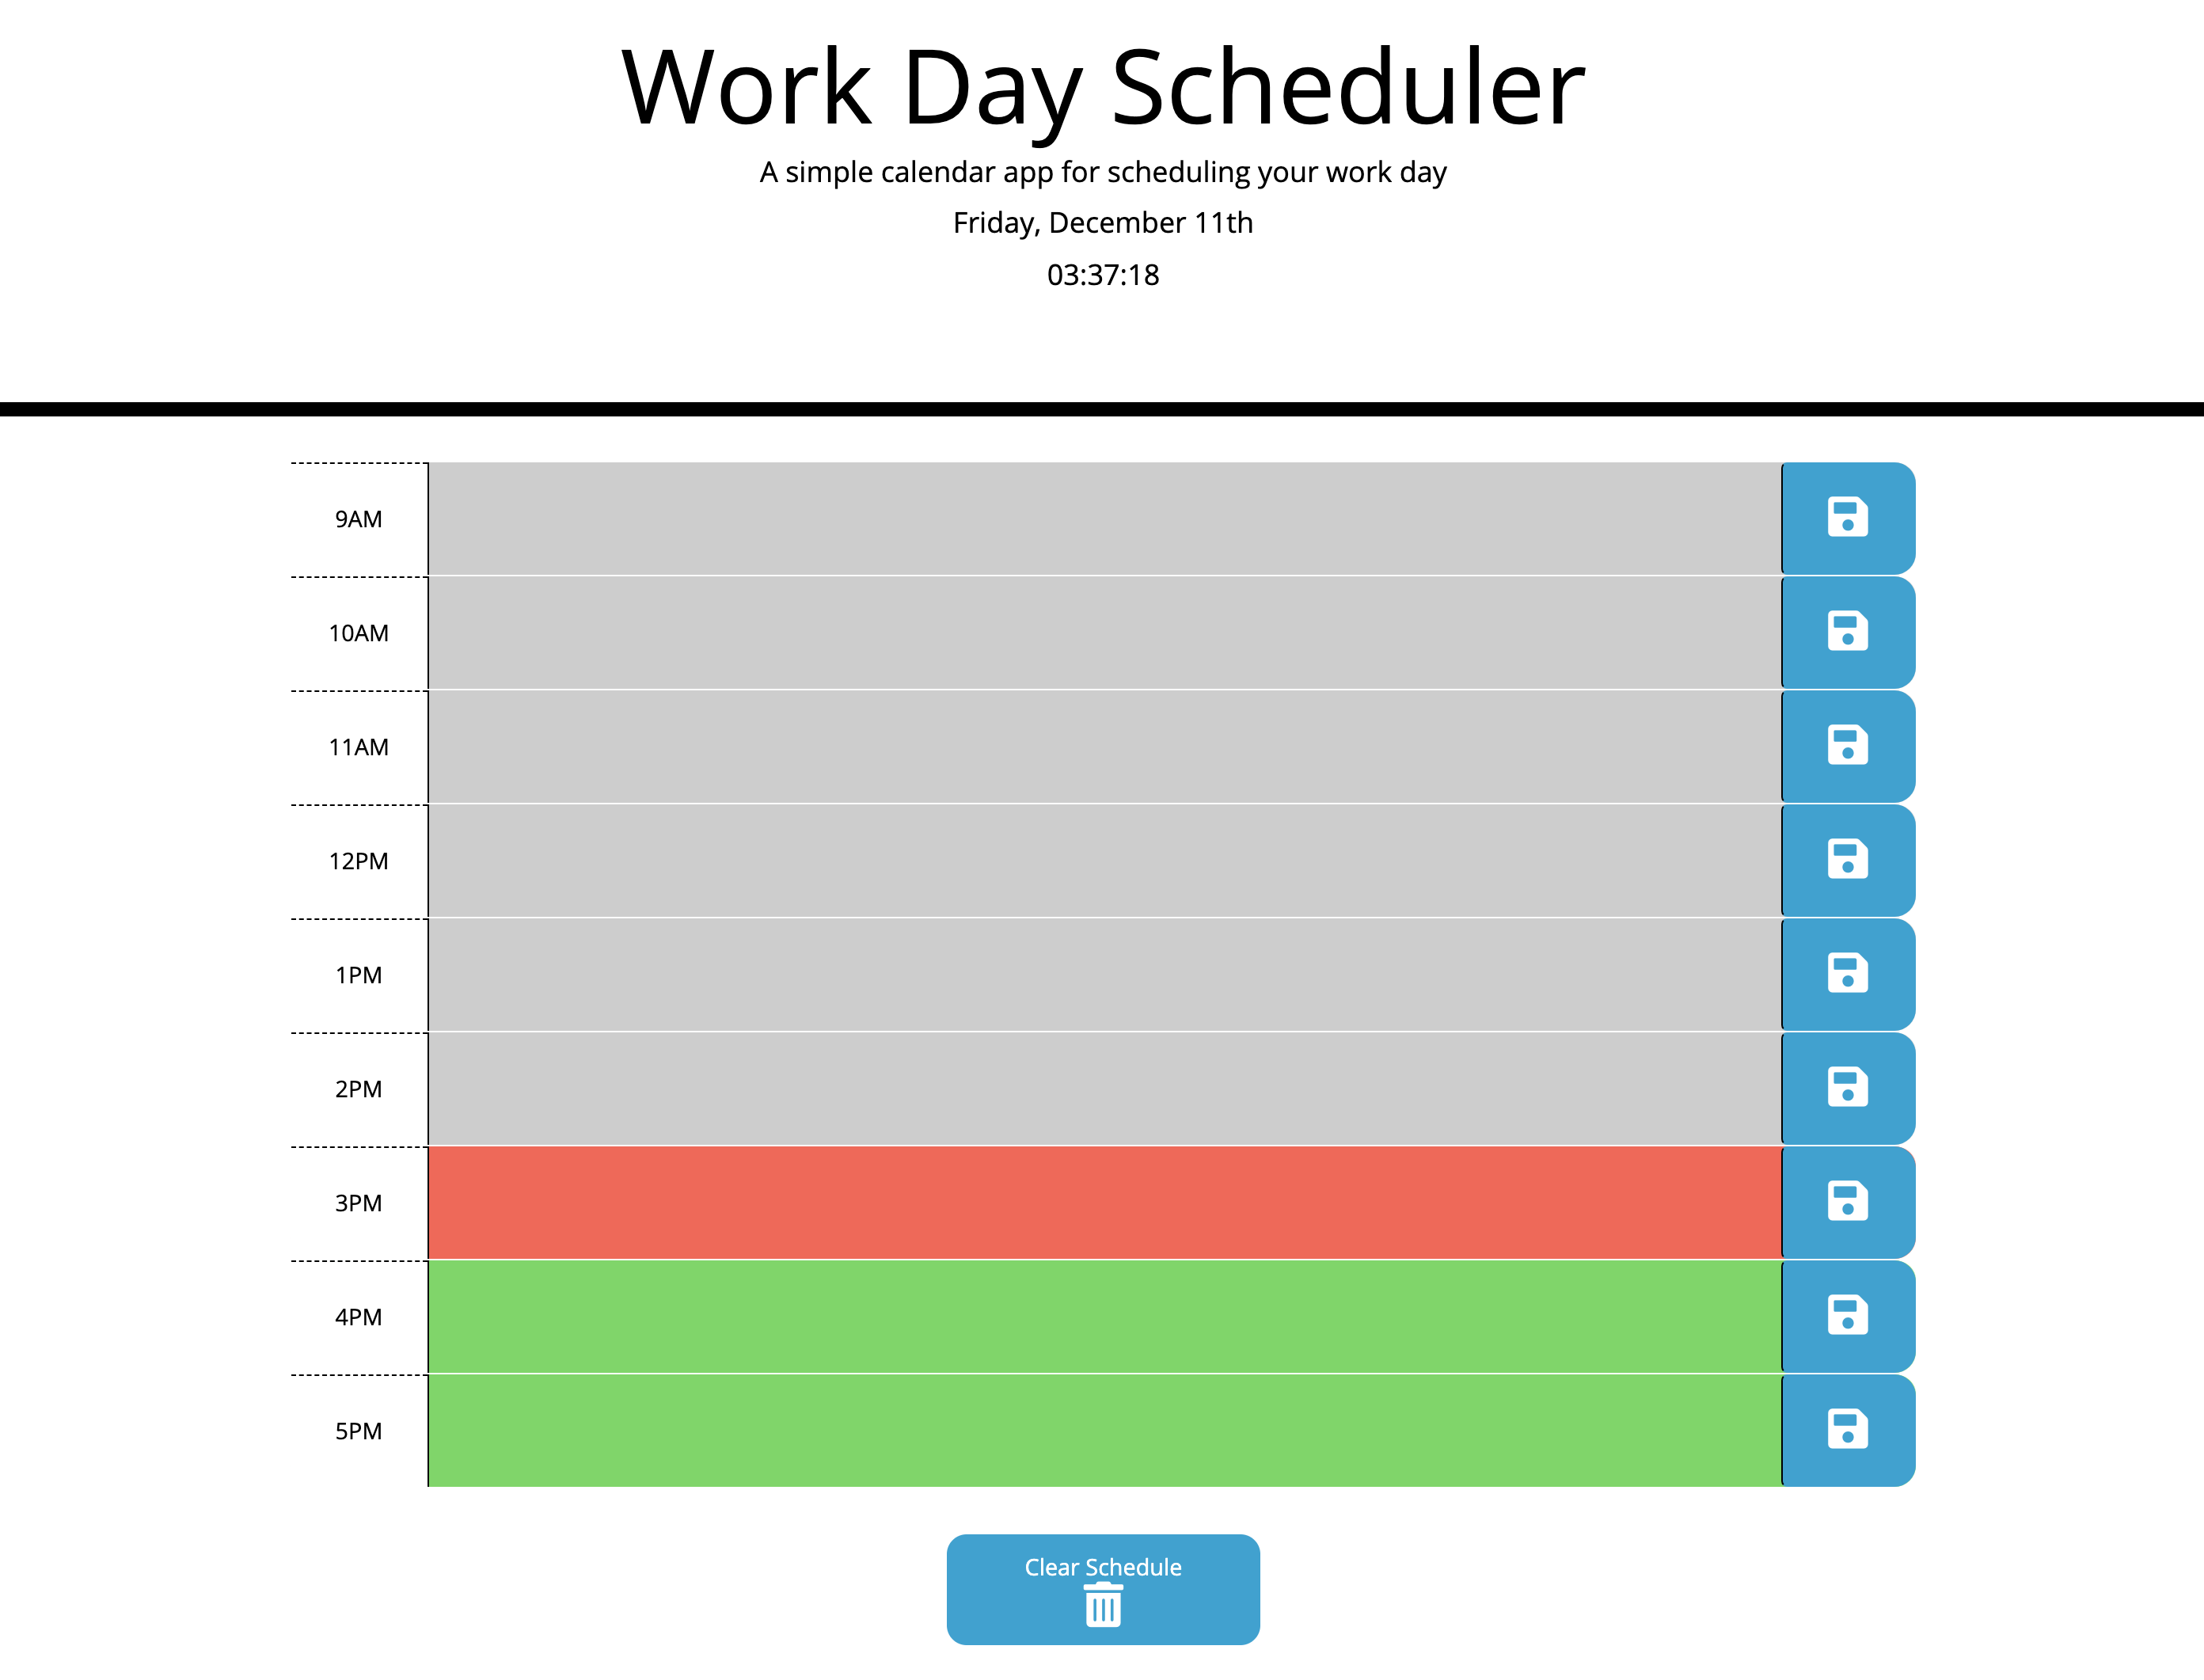 Work Day Scheduler
A simple calendar app for scheduling your work day
Friday, December 11th
03:37:18
9AM
10AM
11AM
12PM
1PM
2PM
3PM
4PM
5PM
Clear Schedule